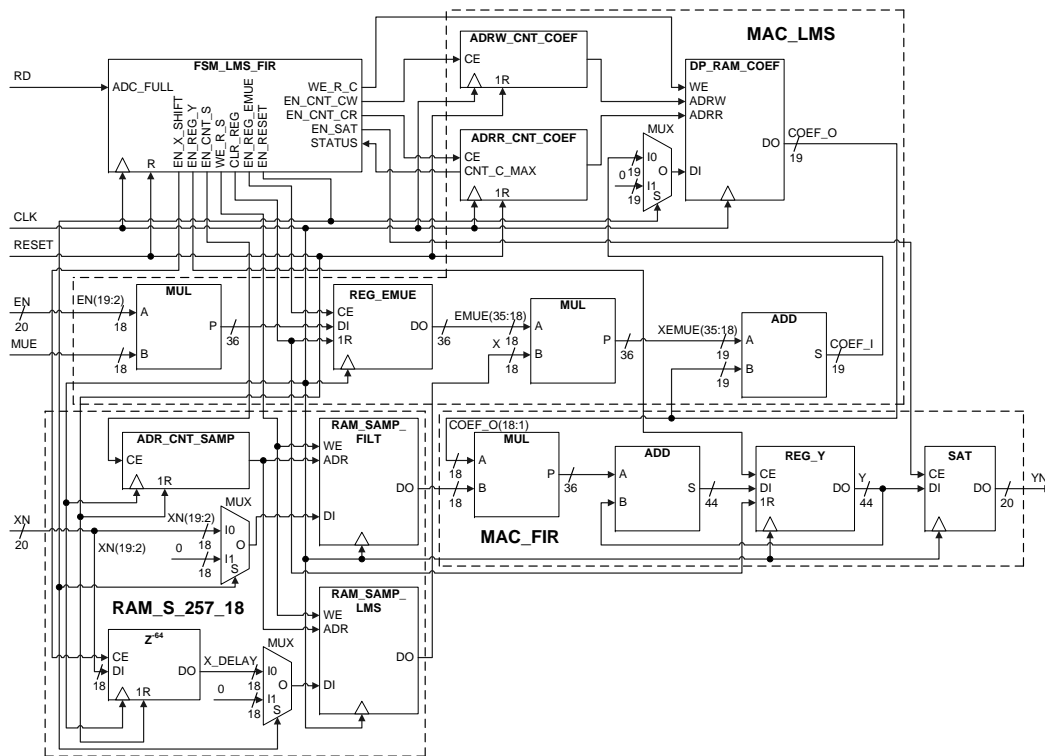 MAC_LMS
FSM_LMS_FIR
RD
ADC_FULL
WE_R_C
EN_CNT_CW
EN_CNT_CR
EN_SAT
STATUS
EN_X_SHIFT
EN_REG_Y
EN_CNT_S
WE_R_S
CLR_REG
EN_REG_EMUE
EN_RESET
R
ADRW_CNT_COEF
CE
1R
ADRR_CNT_COEF
CE
CNT_C_MAX
1R
MUX
I0
19
0
I1
19
O
S
DP_RAM_COEF
WE
ADRW
ADRR
DO
DI
COEF_O
19
CLK
RESET
EN
20
EN(19:2)
18
MUE
18
MUL
A
B
P
36
REG_EMUE
CE
DI
1R
DO
36
EMUE(35:18)
18
X
18
MUL
A
B
P
36
XEMUE(35:18)
19
19
ADD
A
B
S
COEF_I
19
ADR_CNT_SAMP
CE
1R
RAM_SAMP_
FILT
WE
ADR
DO
DI
XN
20
XN(19:2)
18
XN(19:2)
0
18
MUX
I0
I1
O
S
RAM_S_257_18
Z-64
CE
DI
18
DO
1R
X_DELAY
18
0
18
MUX
I0
I1
O
S
RAM_SAMP_
LMS
WE
ADR
DO
DI
COEF_O(18:1)
18
18
MUL
A
B
P
36
ADD
A
B
S
44
REG_Y
CE
DI
1R
DO
Y
44
SAT
CE
DI
DO
20
YN
MAC_FIR